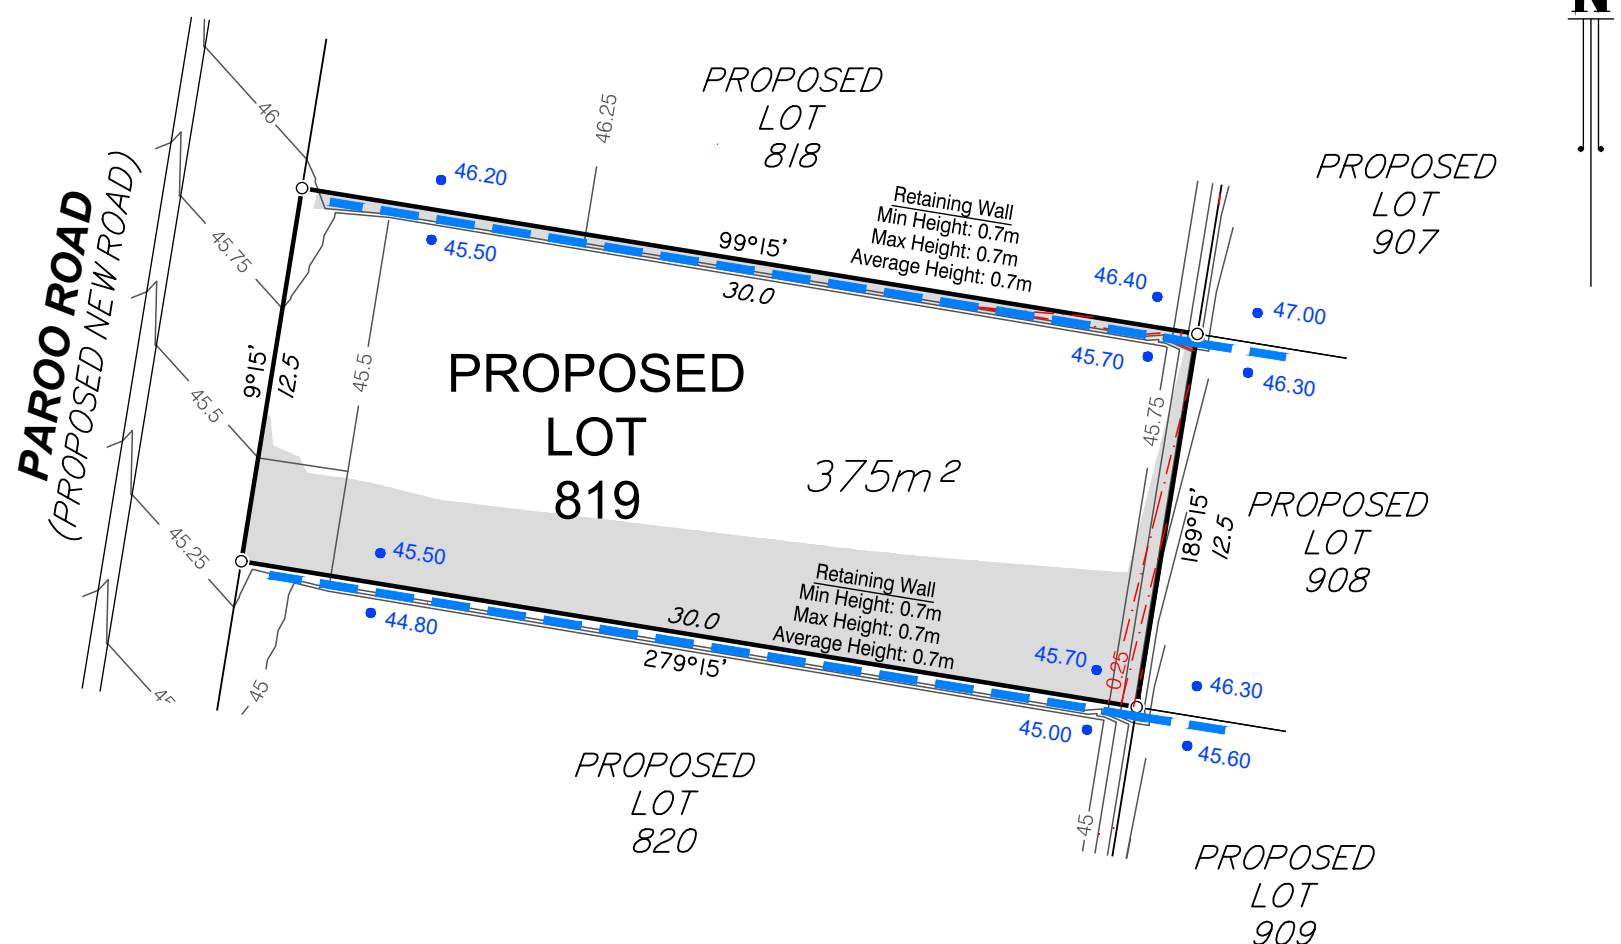 N
PROPOSED
LOT
818
PROPOSED
LOT
907
46
46.25
46.20
45.50
45.75
Retaining Wall
Min Height: 0.7m
Max Height: 0.7m
Average Height: 0.7m
99°15'
30.0
46.40
47.00
45.70
46.30
PAROO ROAD
(PROPOSED NEW ROAD)
9°15'
12.5
45.5
45.5
PROPOSED
LOT
819
375m²
45.75
189°15'
12.5
PROPOSED
LOT
908
45.25
45.50
44.80
Retaining Wall
Min Height: 0.7m
Max Height: 0.7m
Average Height: 0.7m
30.0
279°15'
45.70
0.25
46.30
45.00
45.60
45
45
PROPOSED
LOT
820
45
PROPOSED
LOT
909